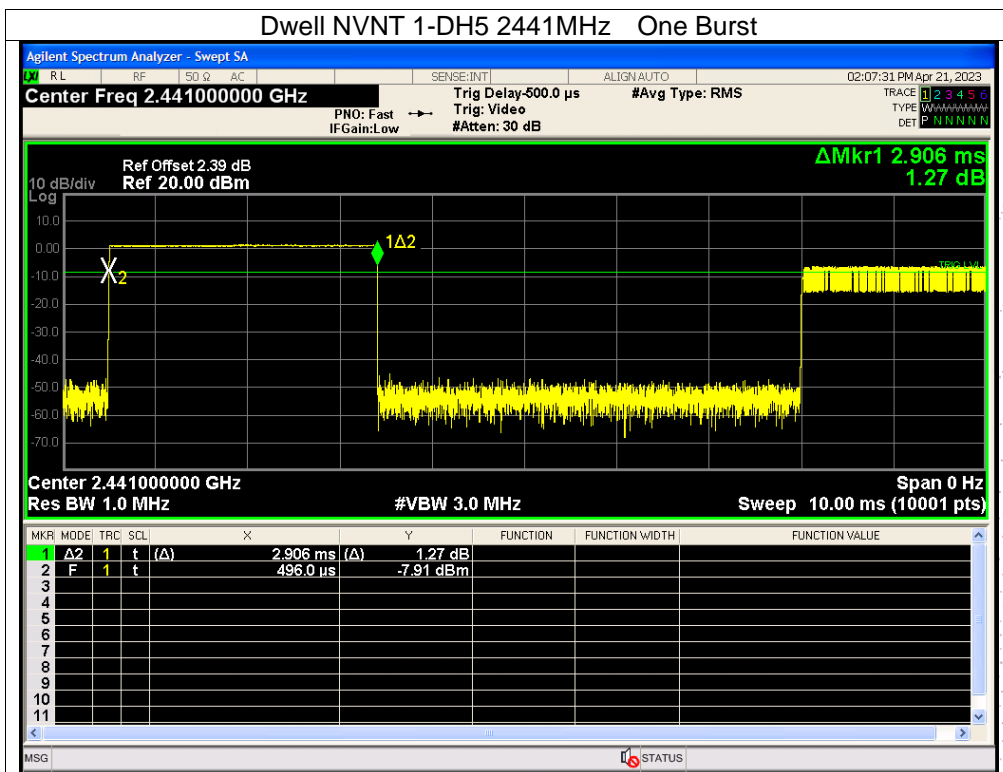 Dwell NVNT 1-DH5 2441MHz One Burst
Agilent Spectrum Analyzer - Swept SA
LXI RL RF 50 Ω AC SENSE:INT ALIGN AUTO 02:07:31 PM Apr 21, 2023
Center Freq 2.441000000 GHz Trig Delay-500.0 µs #Avg Type: RMS TRACE 1 2 3 4 5 6
PNO: Fast Trig: Video TYPE WWWWWWW
IFGain:Low #Atten: 30 dB DET P N N N N N
ΔMkr1 2.906 ms
1.27 dB
Ref Offset 2.39 dB
10 dB/div Ref 20.00 dBm
Log
10.0
0.00
-10.0
-20.0
-30.0
-40.0
-50.0
-60.0
-70.0
1Δ2
2
TRIG LVL
Center 2.441000000 GHz Span 0 Hz
Res BW 1.0 MHz #VBW 3.0 MHz Sweep 10.00 ms (10001 pts)
MKR MODE TRC SCL X Y FUNCTION FUNCTION WIDTH FUNCTION VALUE
1 Δ2 1 t (Δ) 2.906 ms (Δ) 1.27 dB
2 F 1 t 496.0 µs -7.91 dBm
3
4
5
6
7
8
9
10
11
MSG STATUS